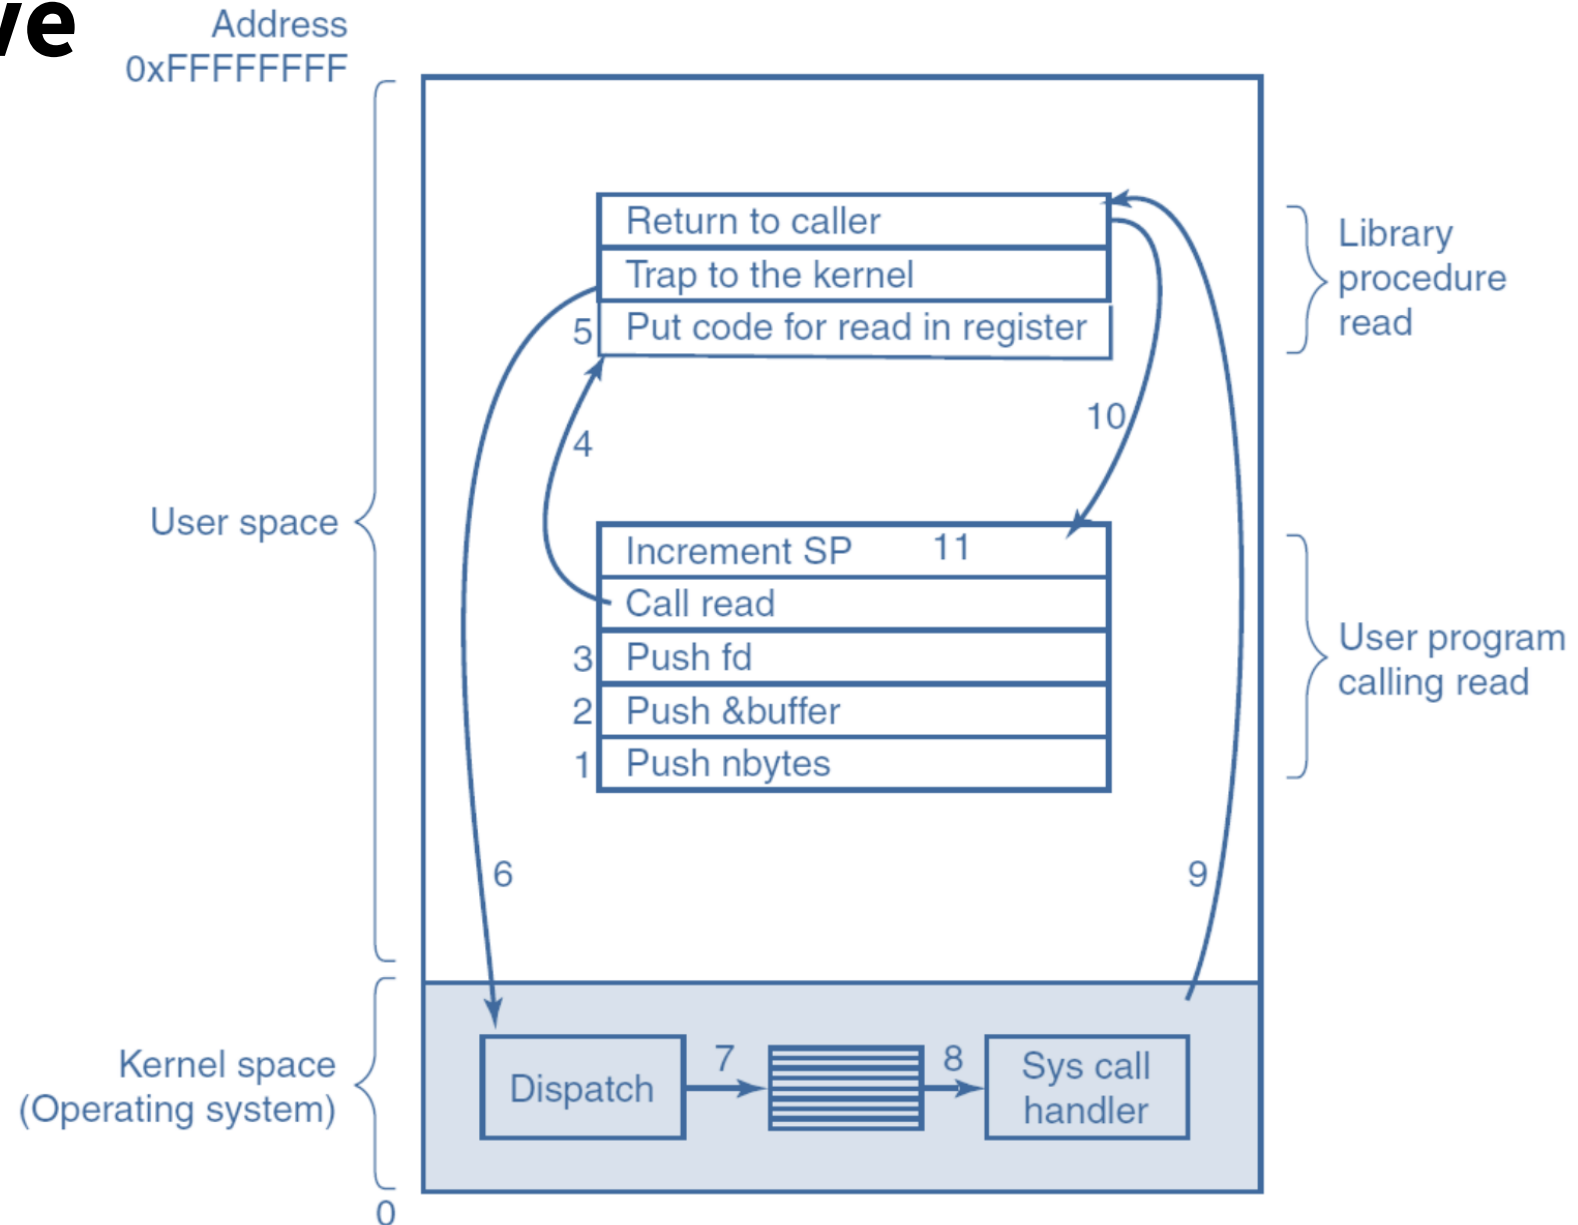 ve
Address
0xFFFFFFFF
Return to caller
Trap to the kernel
5 Put code for read in register
Library
procedure
read
4
10
User space
Increment SP 11
Call read
3 Push fd
2 Push &buffer
1 Push nbytes
User program
calling read
6
9
Kernel space
(Operating system)
Dispatch
7
8
Sys call
handler
0